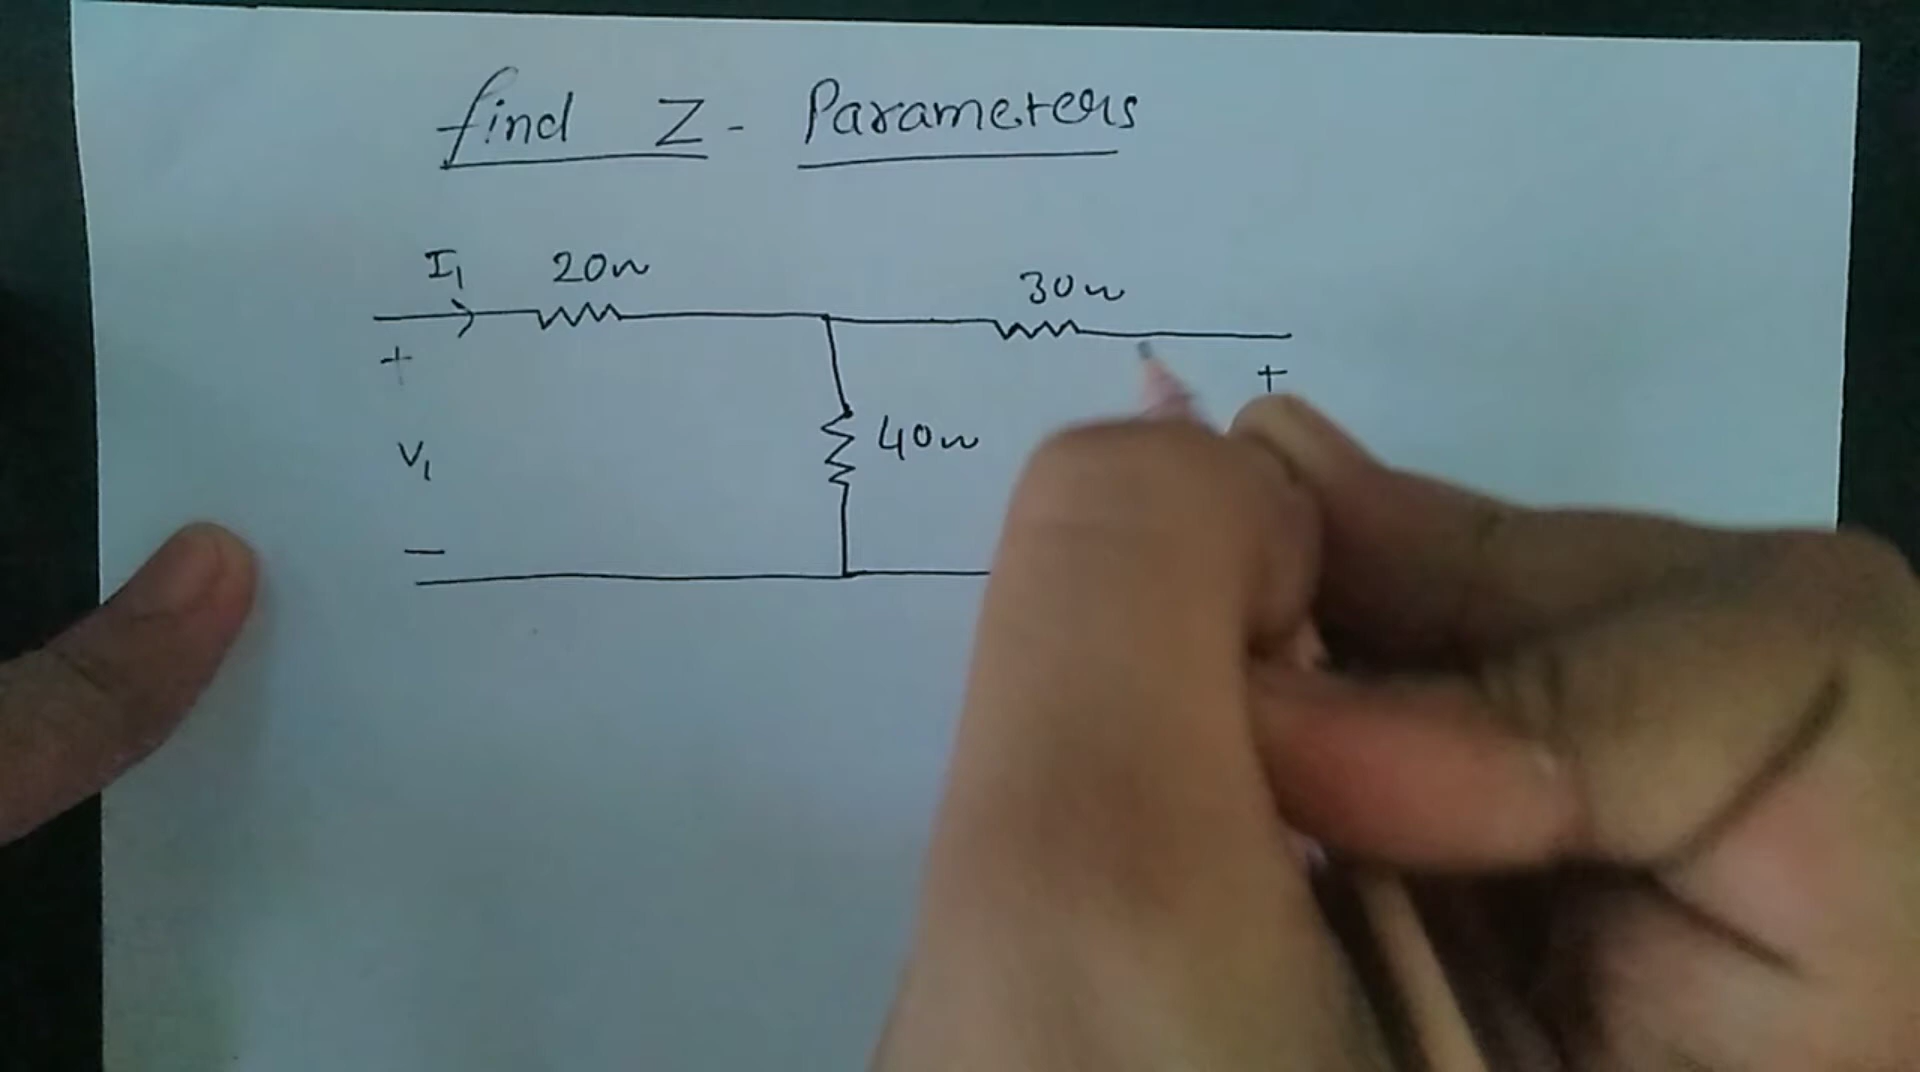 find Z - Parameters
I1 20Ω 30Ω
+ +
40Ω
V1
−